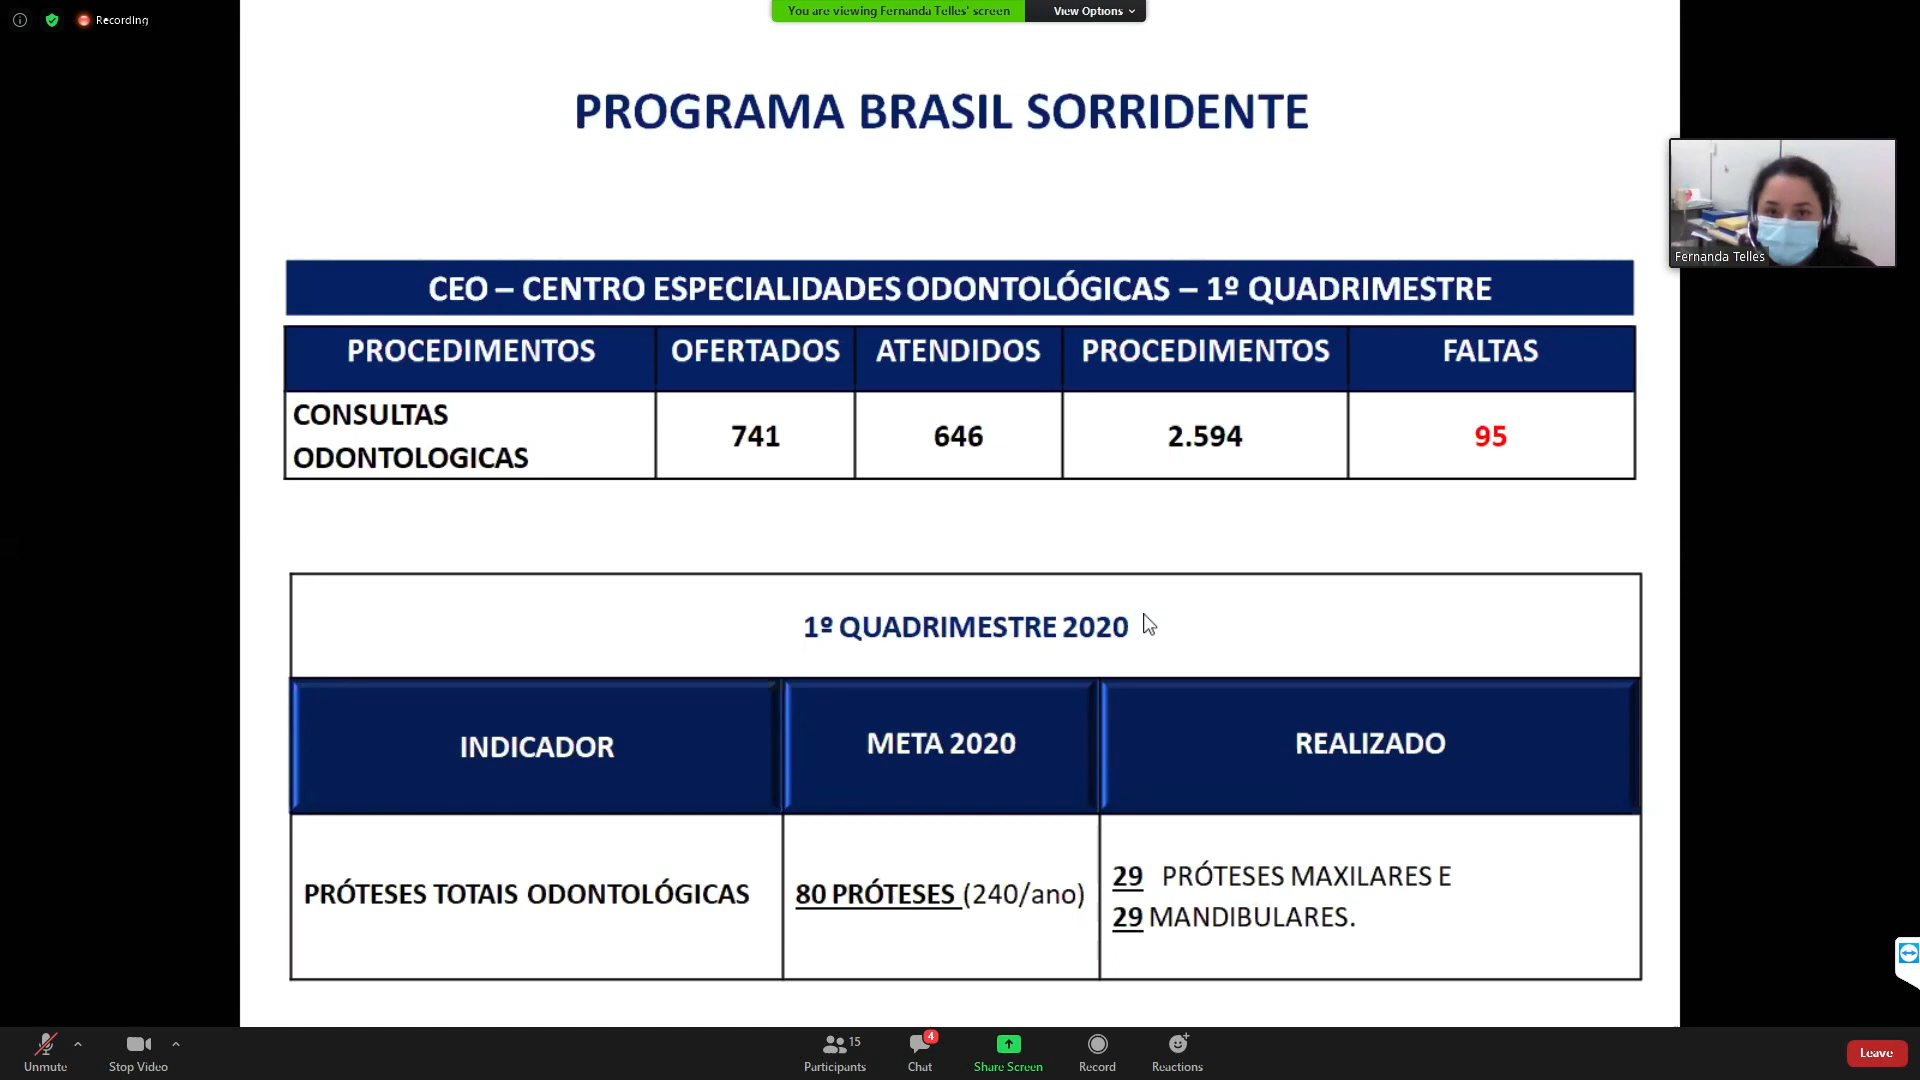 Recording
You are viewing Fernanda Telles' screen
View Options
PROGRAMA BRASIL SORRIDENTE
Fernanda Telles
CEO – CENTRO ESPECIALIDADES ODONTOLÓGICAS – 1º QUADRIMESTRE
PROCEDIMENTOS OFERTADOS ATENDIDOS PROCEDIMENTOS FALTAS
CONSULTAS
ODONTOLOGICAS
741 646 2.594 95
1º QUADRIMESTRE 2020
INDICADOR META 2020 REALIZADO
PRÓTESES TOTAIS ODONTOLÓGICAS
80 PRÓTESES (240/ano)
29 PRÓTESES MAXILARES E
29 MANDIBULARES.
Unmute
Stop Video
15
Participants
4
Chat
Share Screen
Record
Reactions
Leave